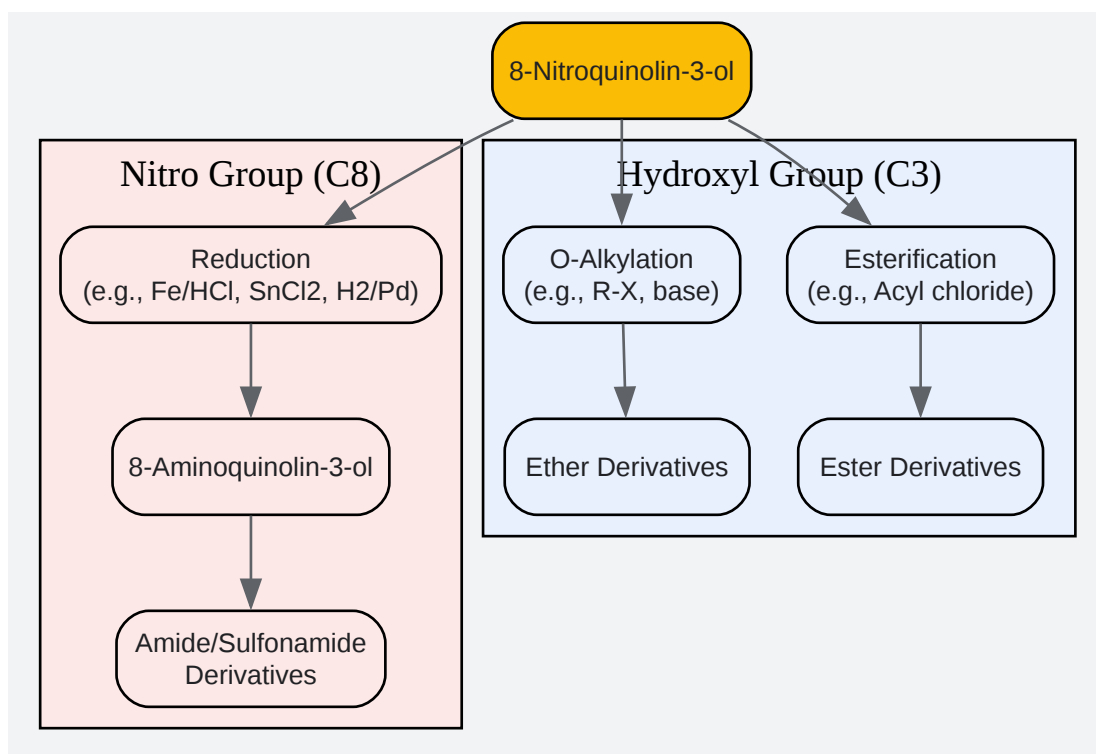 8-Nitroquinolin-3-ol
Nitro Group (C8)
Hydroxyl Group (C3)
Reduction
(e.g., Fe/HCl, SnCl2, H2/Pd)
O-Alkylation
(e.g., R-X, base)
Esterification
(e.g., Acyl chloride)
8-Aminoquinolin-3-ol
Ether Derivatives
Ester Derivatives
Amide/Sulfonamide
Derivatives